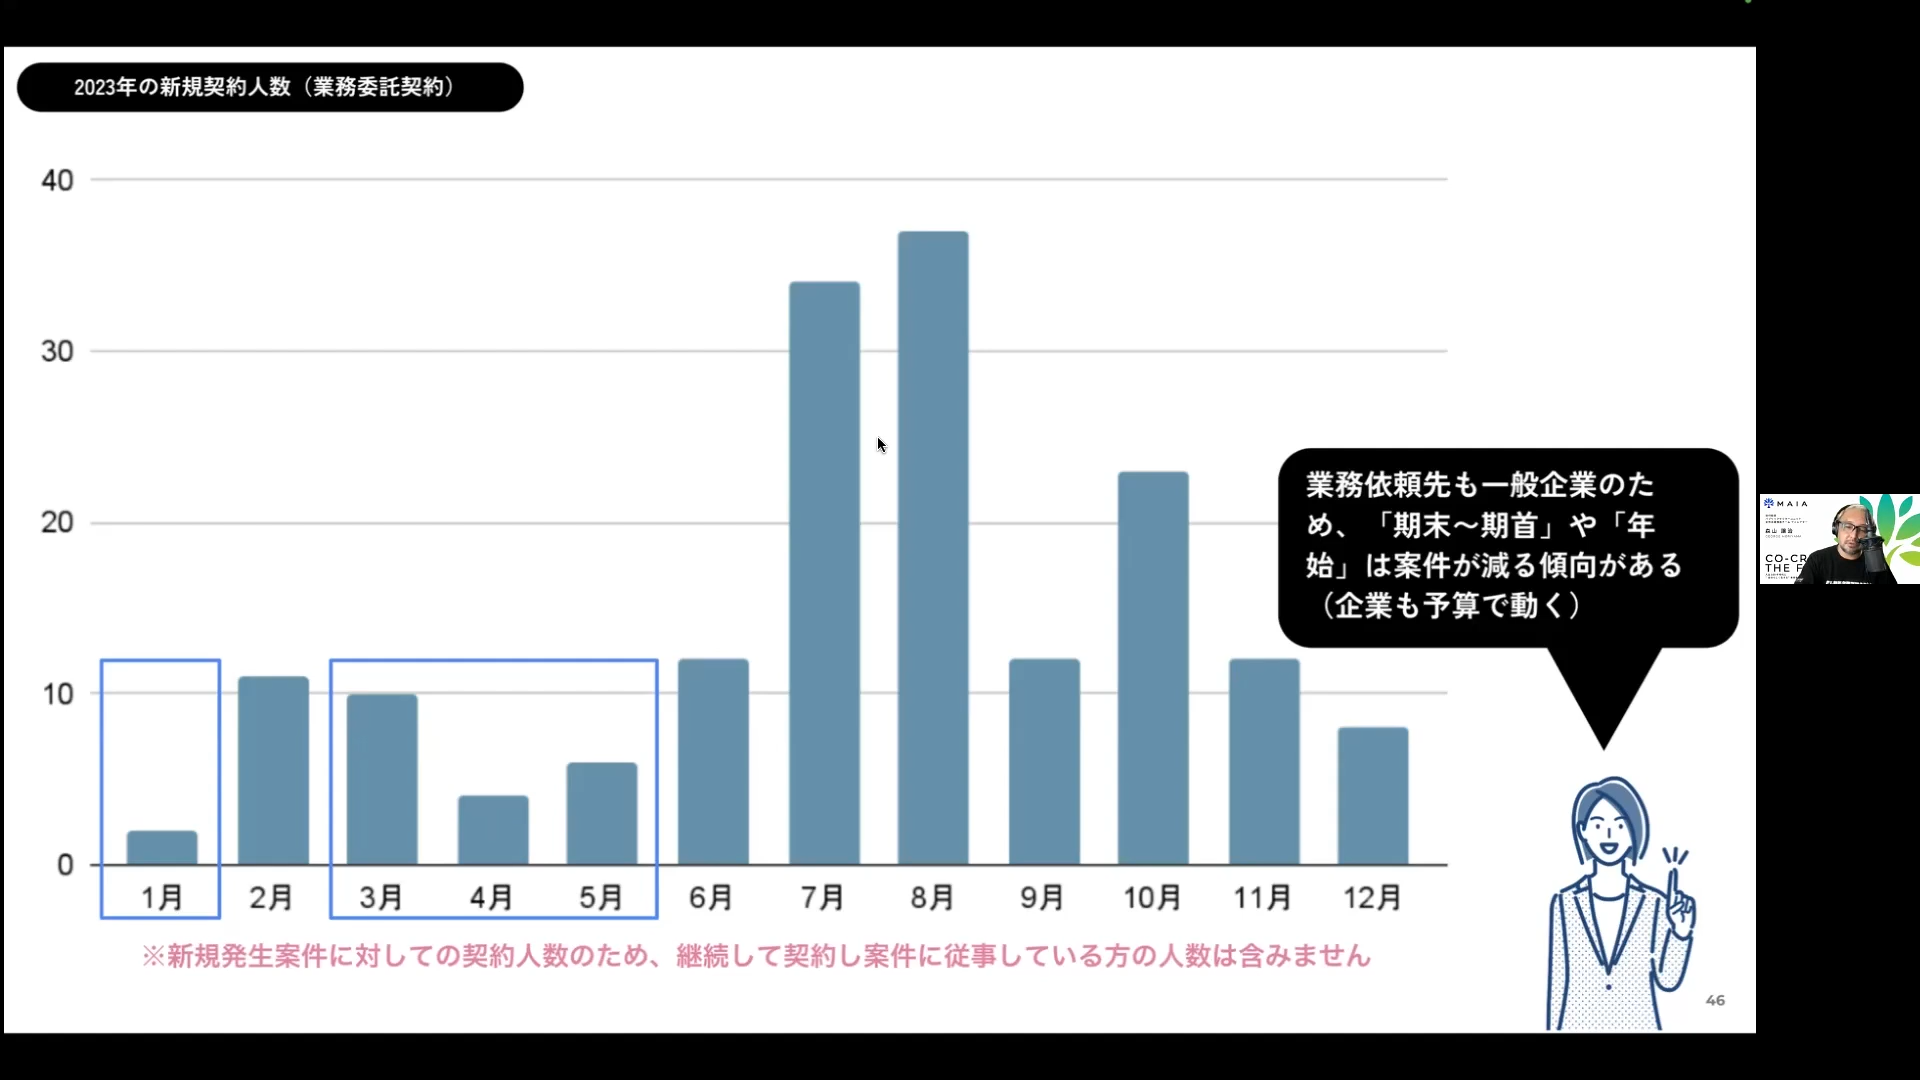 2023年の新規契約人数（業務委託契約）
40
30
20
10
0
1月 2月 3月 4月 5月 6月 7月 8月 9月 10月 11月 12月
業務依頼先も一般企業のた
め、「期末〜期首」や「年
始」は案件が減る傾向がある
（企業も予算で動く）
※新規発生案件に対しての契約人数のため、継続して契約し案件に従事している方の人数は含みません
46
MAIA
CO-CR
THE F